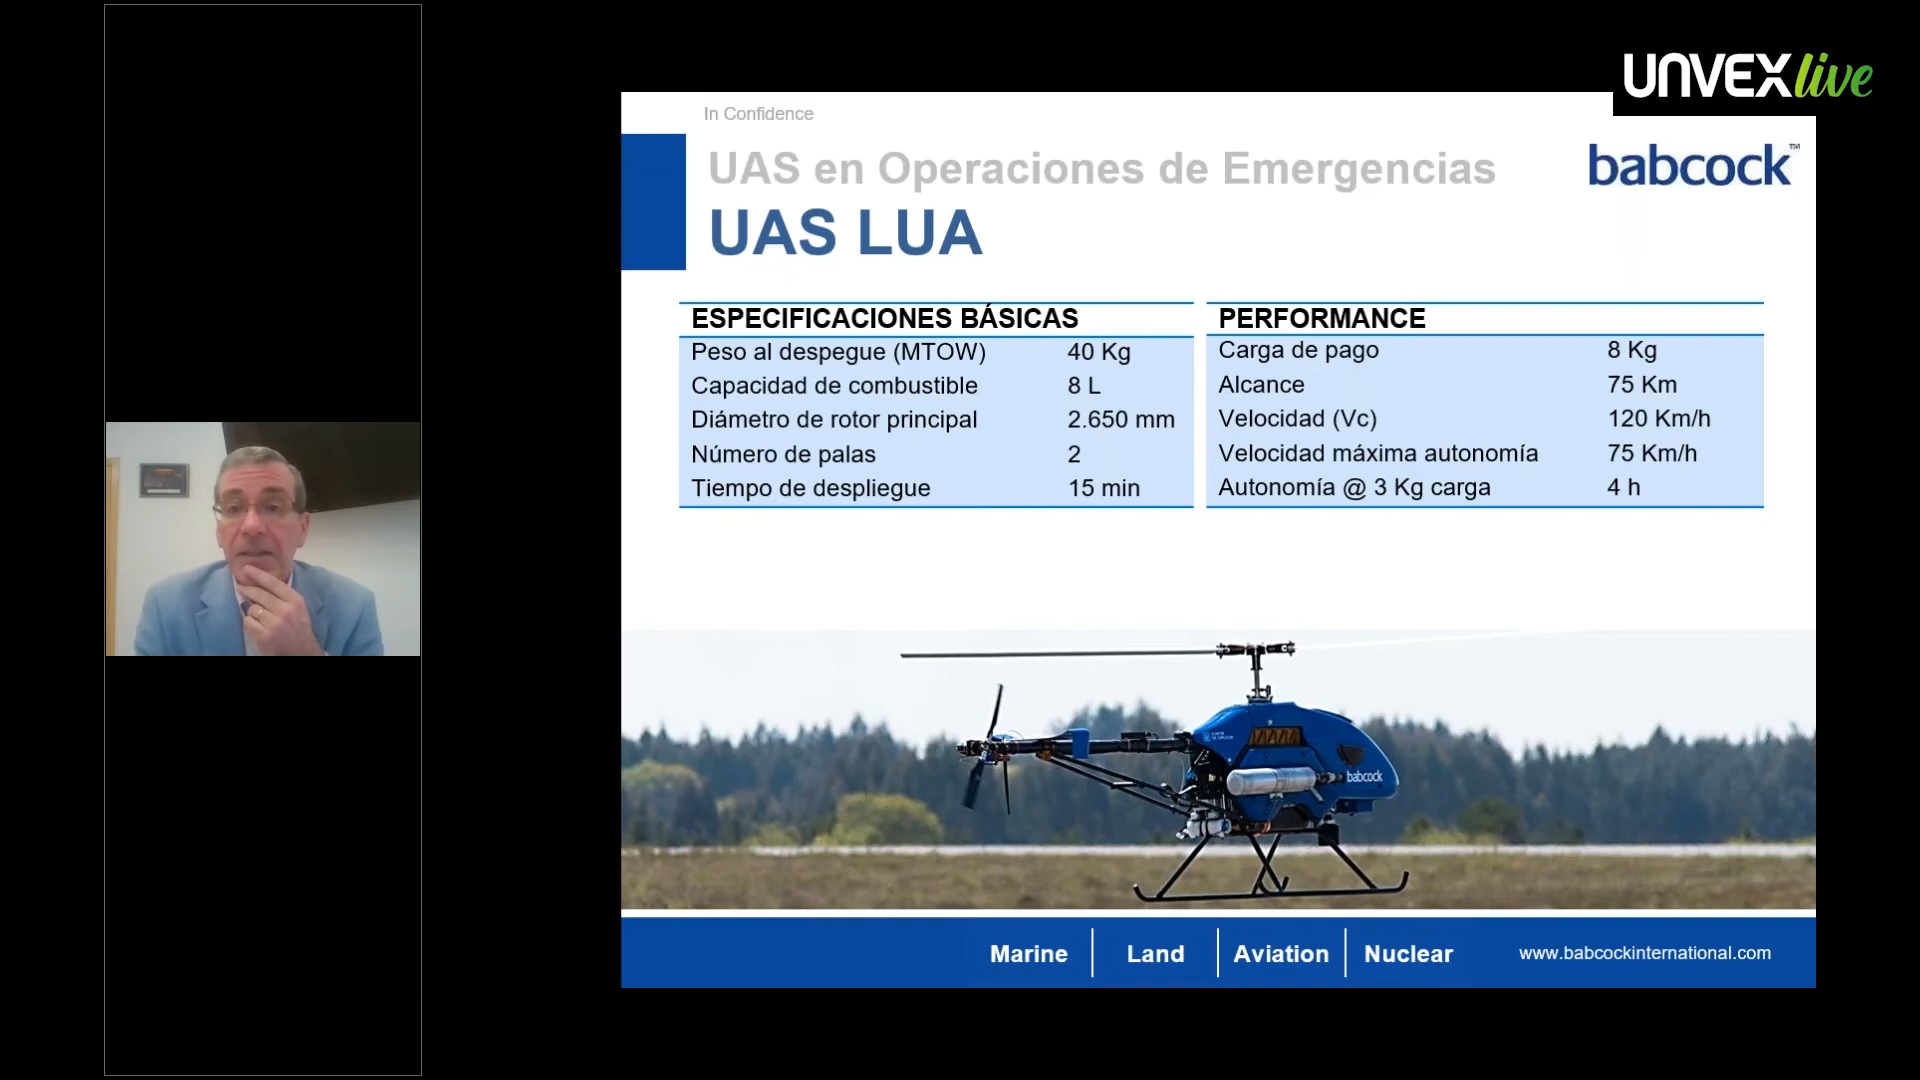 UNVEXlive
In Confidence
UAS en Operaciones de Emergencias
babcock™
UAS LUA
ESPECIFICACIONES BÁSICAS
Peso al despegue (MTOW) 40 Kg
Capacidad de combustible 8 L
Diámetro de rotor principal 2.650 mm
Número de palas 2
Tiempo de despliegue 15 min
PERFORMANCE
Carga de pago 8 Kg
Alcance 75 Km
Velocidad (Vc) 120 Km/h
Velocidad máxima autonomía 75 Km/h
Autonomía @ 3 Kg carga 4 h
babcock
Marine | Land | Aviation | Nuclear
www.babcockinternational.com